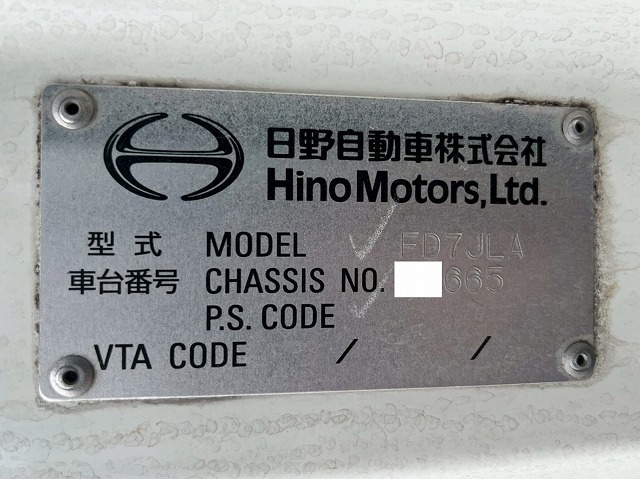 日野自動車株式会社
Hino Motors, Ltd.
型式 MODEL FD7JLA
車台番号 CHASSIS NO. 665
P.S. CODE
VTA CODE / /